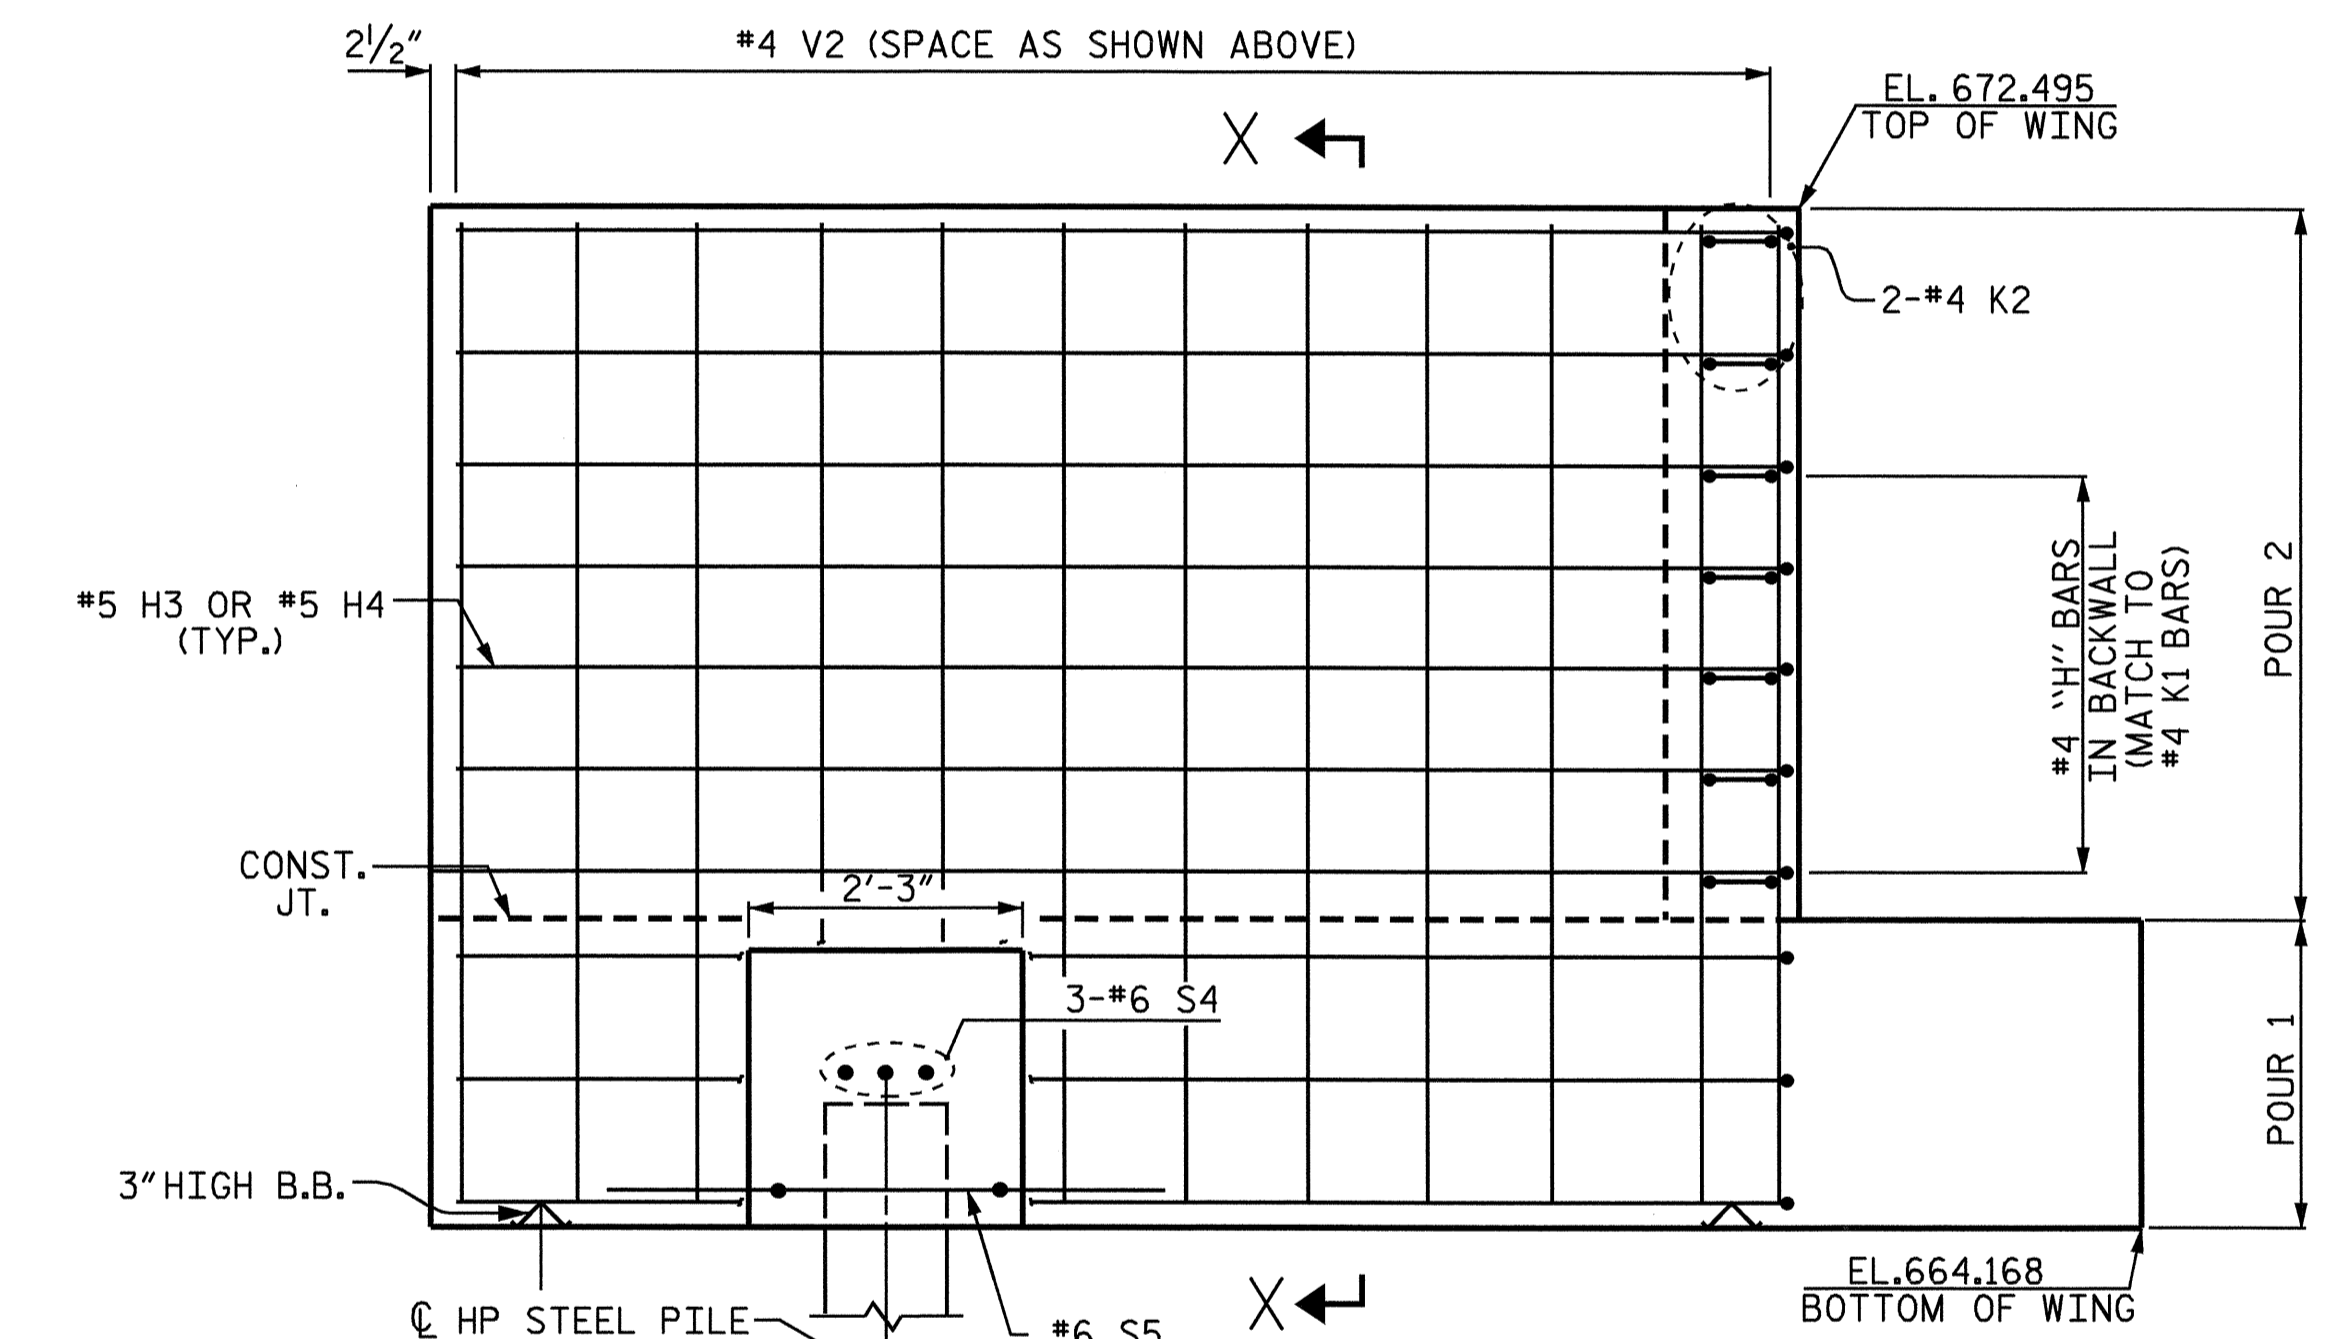 2½"
#4 V2 (SPACE AS SHOWN ABOVE)
X
EL. 672.495
TOP OF WING
2-#4 K2
#5 H3 OR #5 H4
(TYP.)
#4 "H" BARS
IN BACKWALL
(MATCH TO
#4 K1 BARS)
POUR 2
CONST.
JT.
2'-3"
3-#6 S4
POUR 1
3" HIGH B.B.
EL.664.168
BOTTOM OF WING
℄ HP STEEL PILE
#6 S5
X